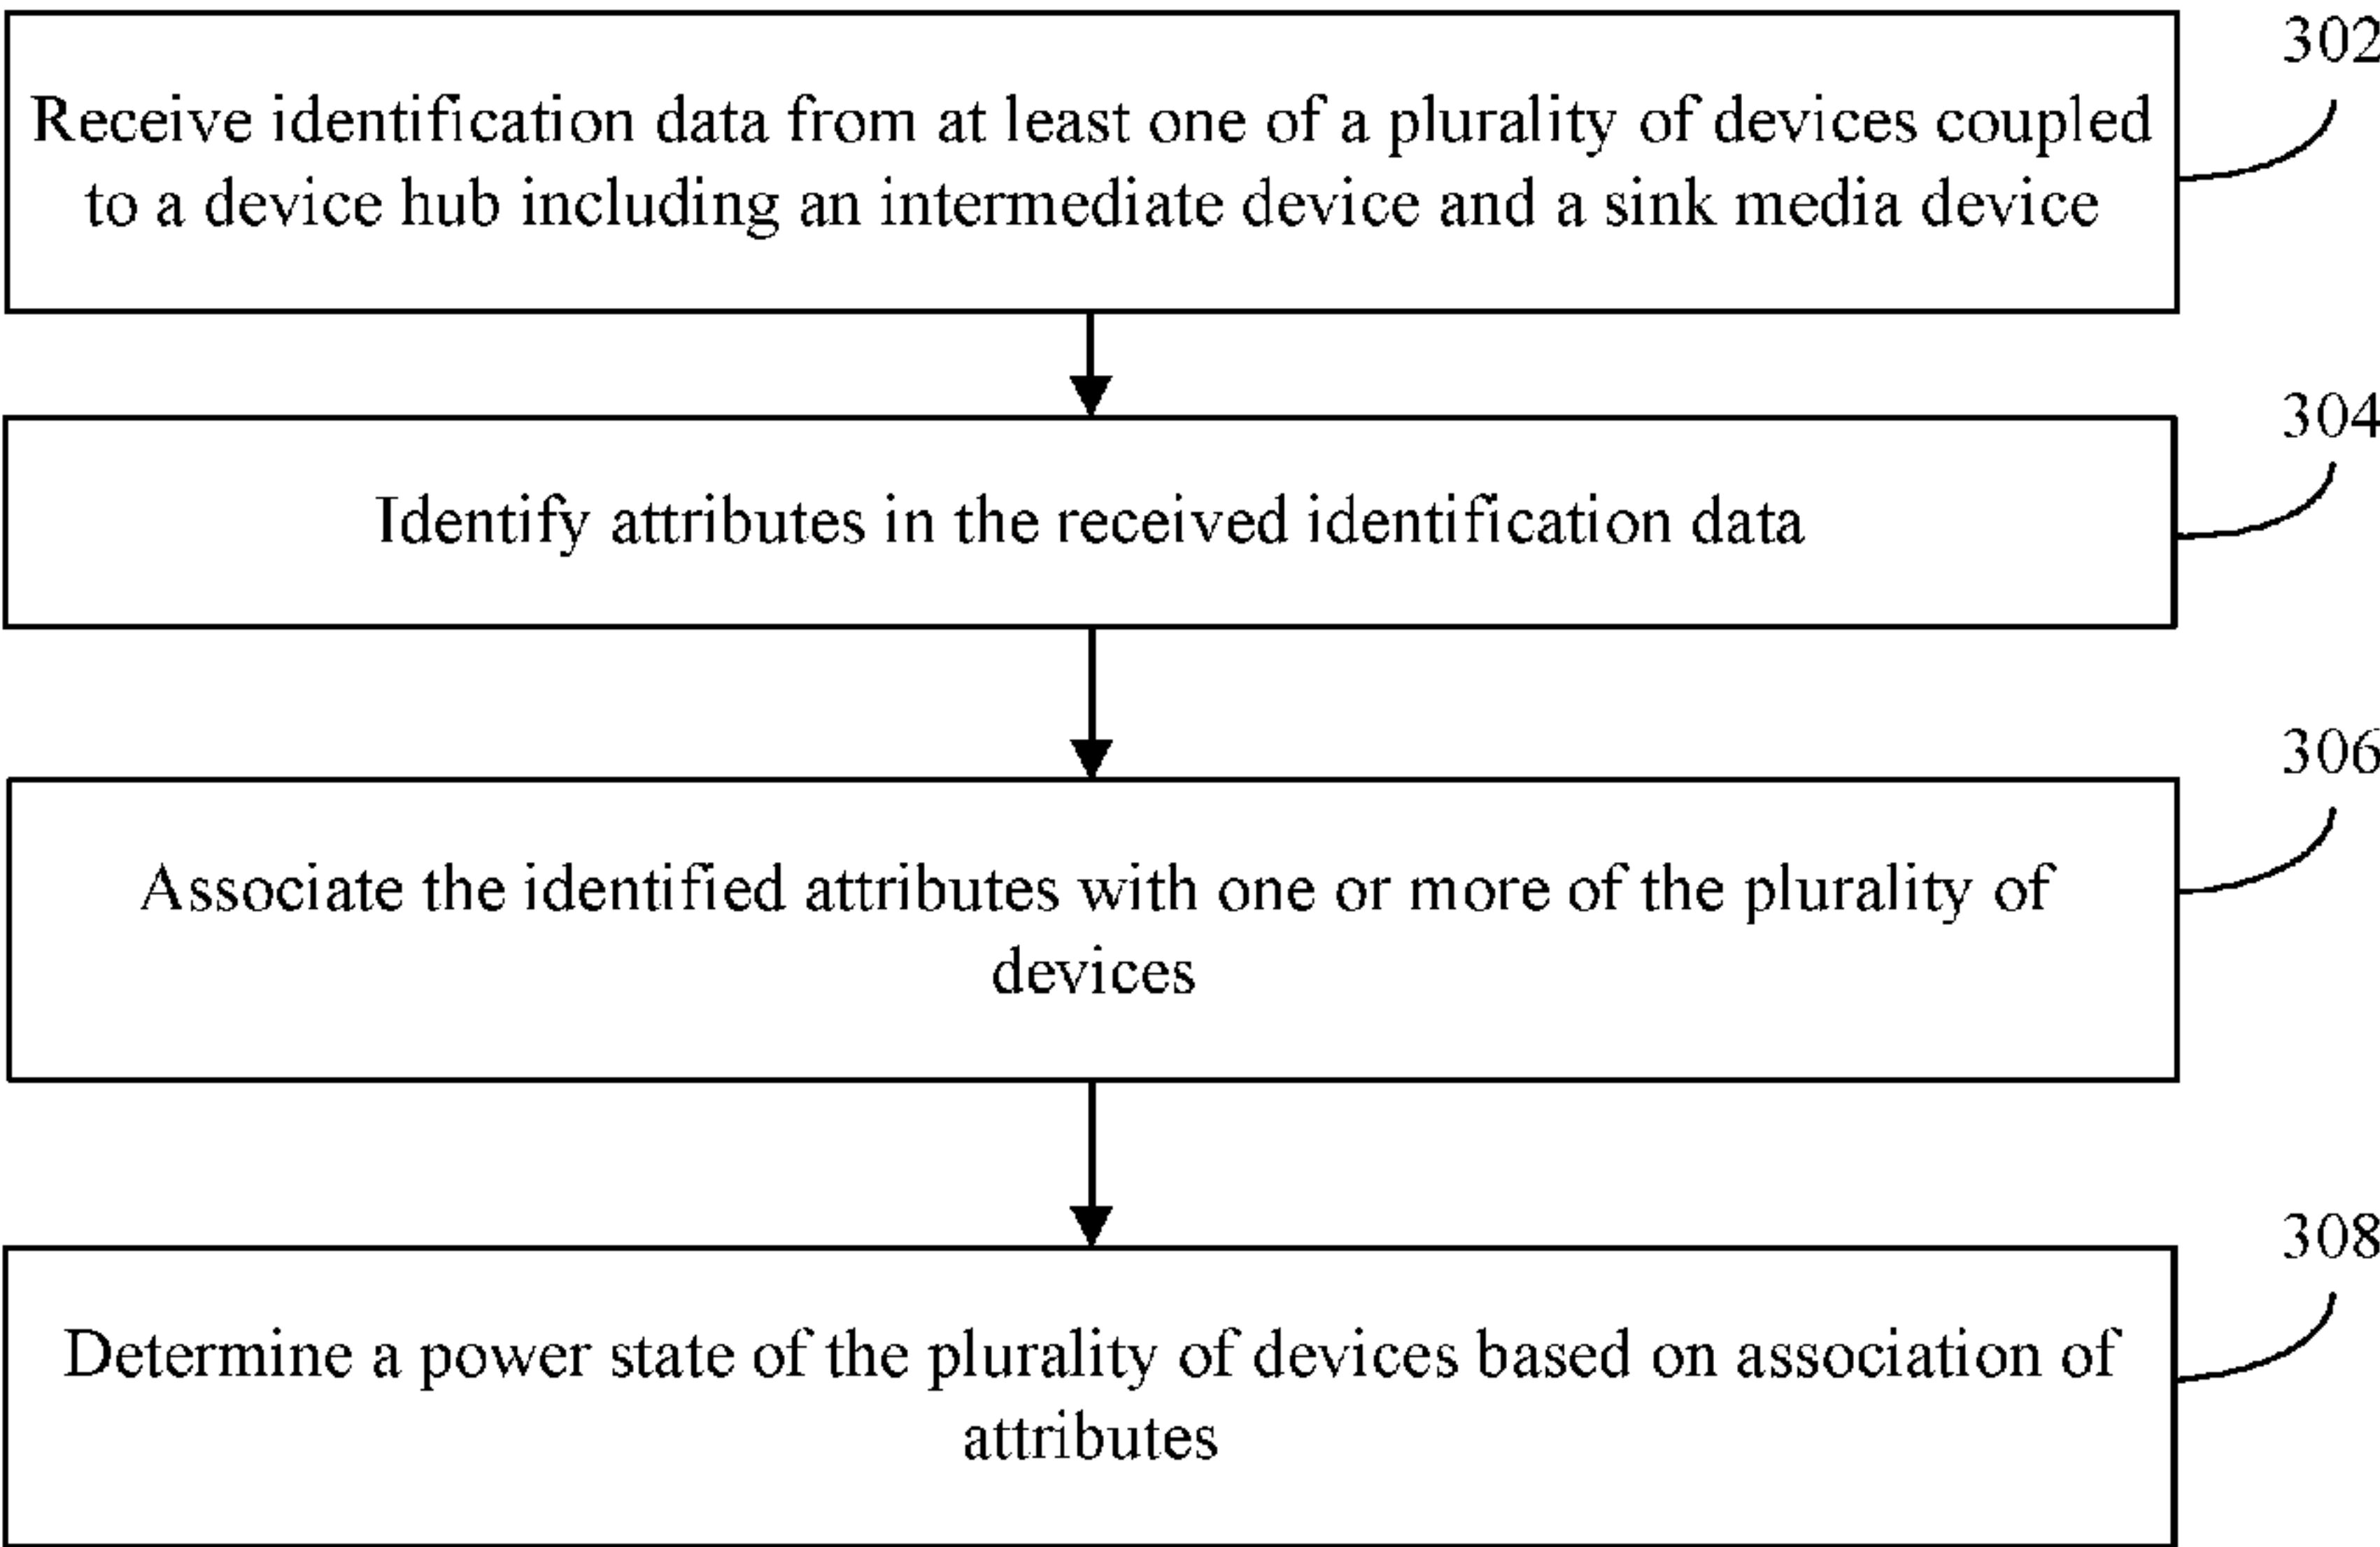 302
Receive identification data from at least one of a plurality of devices coupled
to a device hub including an intermediate device and a sink media device
304
Identify attributes in the received identification data
306
Associate the identified attributes with one or more of the plurality of
devices
308
Determine a power state of the plurality of devices based on association of
attributes